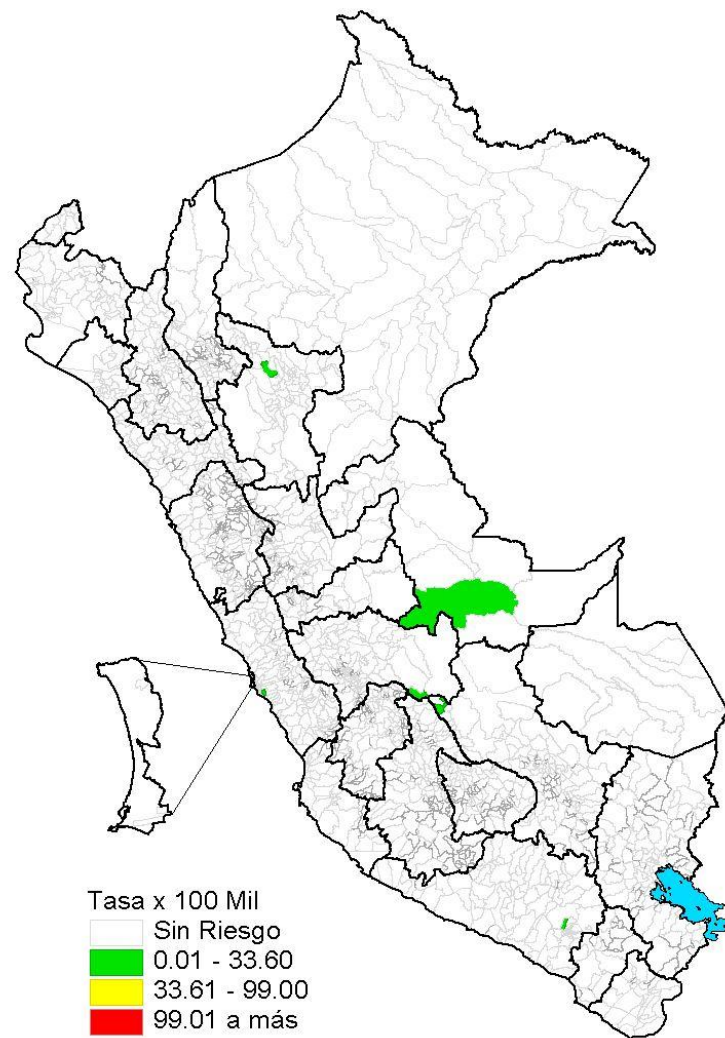 Tasa x 100 Mil
Sin Riesgo
0.01 - 33.60
33.61 - 99.00
99.01 a más